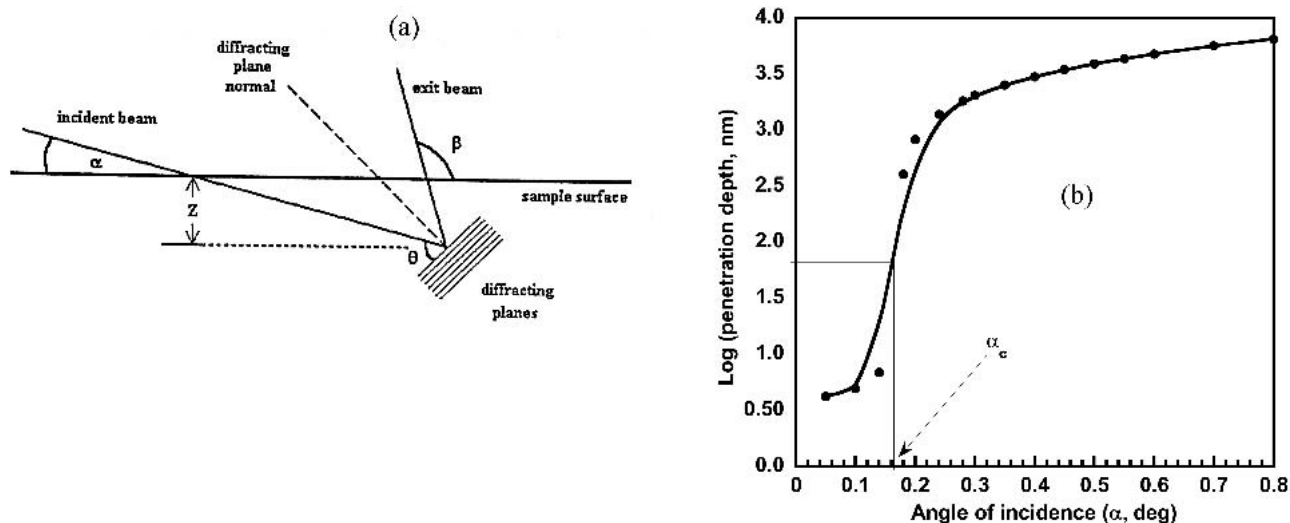 (a)
diffracting
plane
normal
exit beam
incident beam
α
β
Z
sample surface
θ
diffracting
planes
4.0
3.5
3.0
2.5
2.0
1.5
1.0
0.50
0.0
Log (penetration depth, nm)
(b)
αc
0 0.1 0.2 0.3 0.4 0.5 0.6 0.7 0.8
Angle of incidence (α, deg)